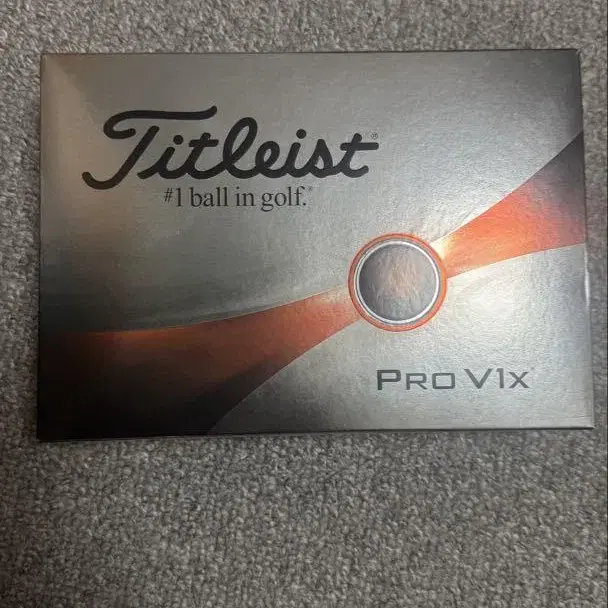 Titleist®
#1 ball in golf.®
PRO V1X